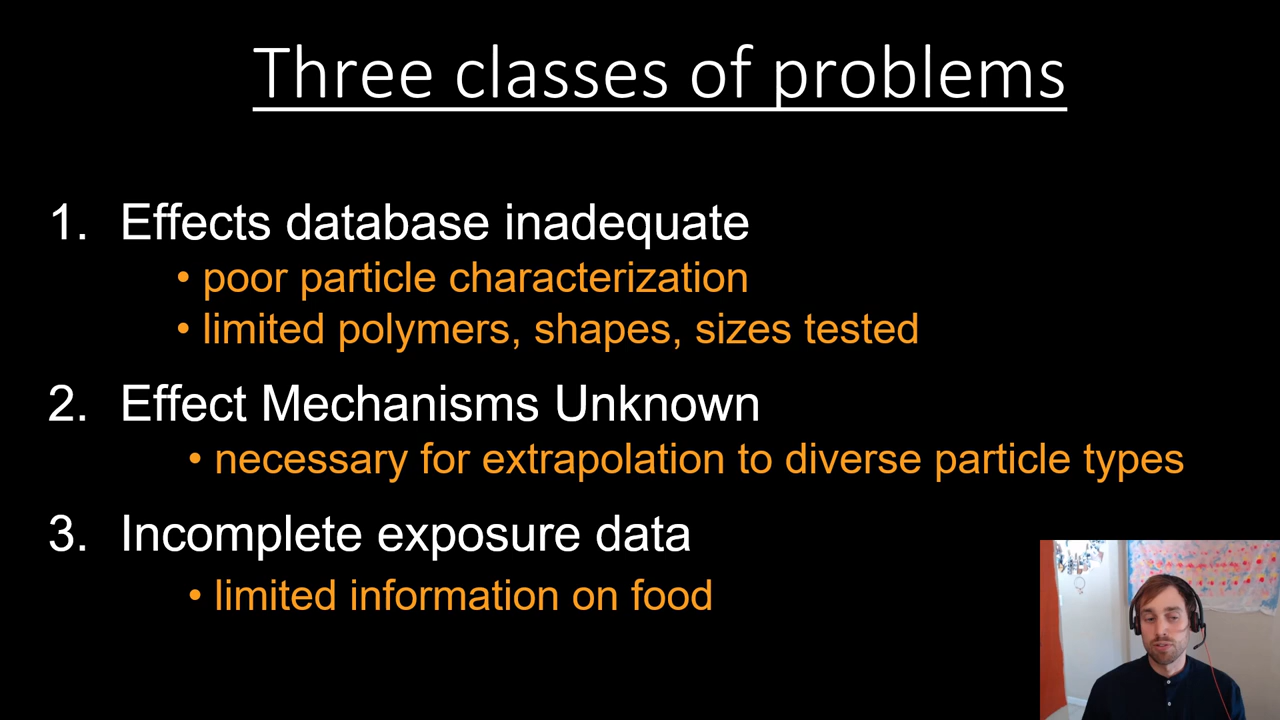 Three classes of problems
1. Effects database inadequate
• poor particle characterization
• limited polymers, shapes, sizes tested
2. Effect Mechanisms Unknown
• necessary for extrapolation to diverse particle types
3. Incomplete exposure data
• limited information on food